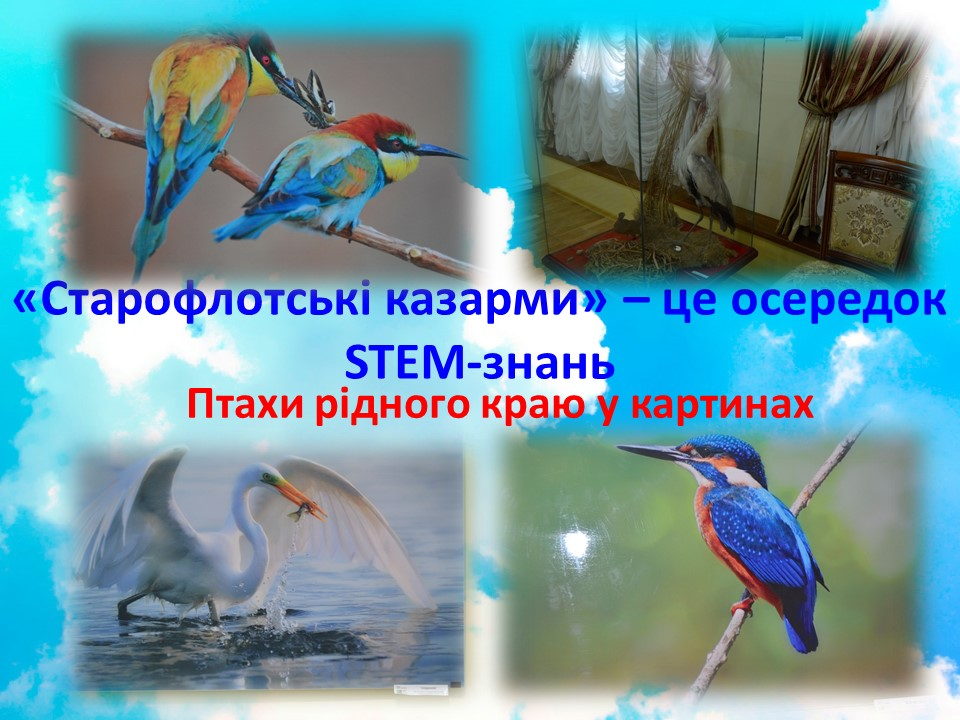 «Старофлотські казарми» – це осередок
STEM-знань
Птахи рідного краю у картинах